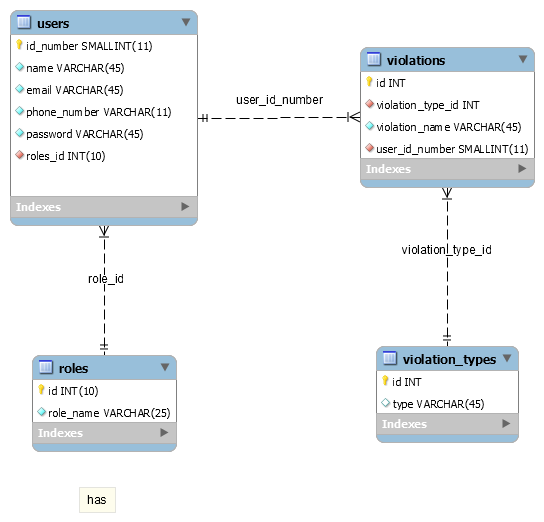 users
id_number SMALLINT(11)
name VARCHAR(45)
email VARCHAR(45)
phone_number VARCHAR(11)
password VARCHAR(45)
roles_id INT(10)
Indexes
user_id_number
violations
id INT
violation_type_id INT
violation_name VARCHAR(45)
user_id_number SMALLINT(11)
Indexes
role_id
violation_type_id
roles
id INT(10)
role_name VARCHAR(25)
Indexes
violation_types
id INT
type VARCHAR(45)
Indexes
has